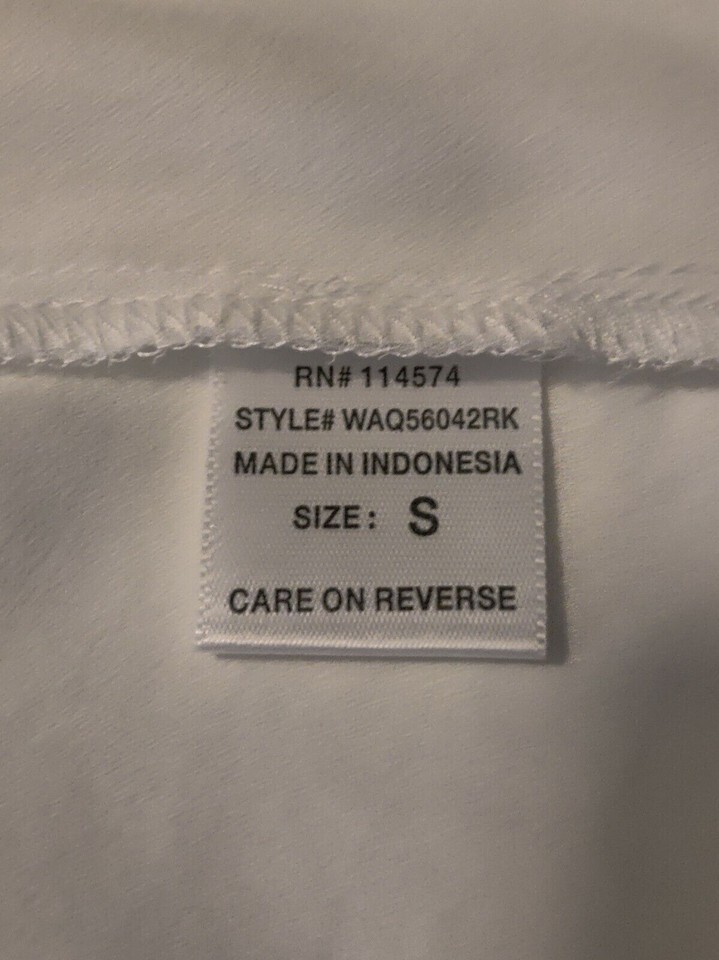 RN# 114574
STYLE# WAQ56042RK
MADE IN INDONESIA
SIZE: S
CARE ON REVERSE